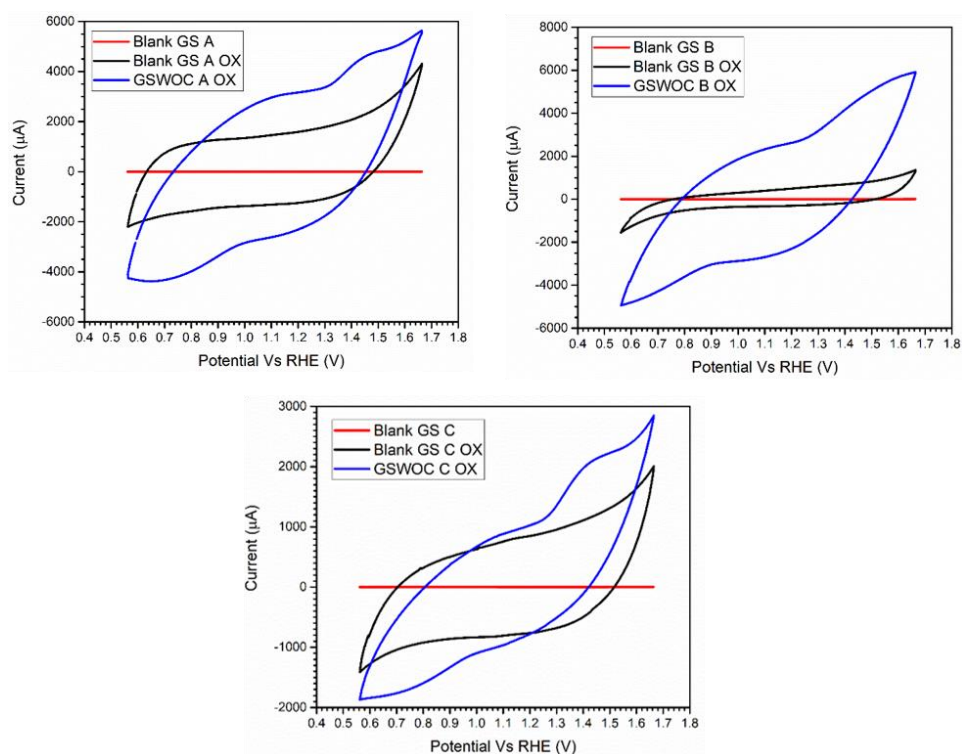 6000
4000
2000
0
-2000
-4000
-6000
Current (µA)
Blank GS A
Blank GS A OX
GSWOC A OX
0.4 0.5 0.6 0.7 0.8 0.9 1.0 1.1 1.2 1.3 1.4 1.5 1.6 1.7 1.8
Potential Vs RHE (V)
8000
6000
4000
2000
0
-2000
-4000
-6000
Current (µA)
Blank GS B
Blank GS B OX
GSWOC B OX
0.4 0.5 0.6 0.7 0.8 0.9 1.0 1.1 1.2 1.3 1.4 1.5 1.6 1.7 1.8
Potential Vs RHE (V)
3000
2000
1000
0
-1000
-2000
Current (µA)
Blank GS C
Blank GS C OX
GSWOC C OX
0.4 0.5 0.6 0.7 0.8 0.9 1.0 1.1 1.2 1.3 1.4 1.5 1.6 1.7 1.8
Potential Vs RHE (V)